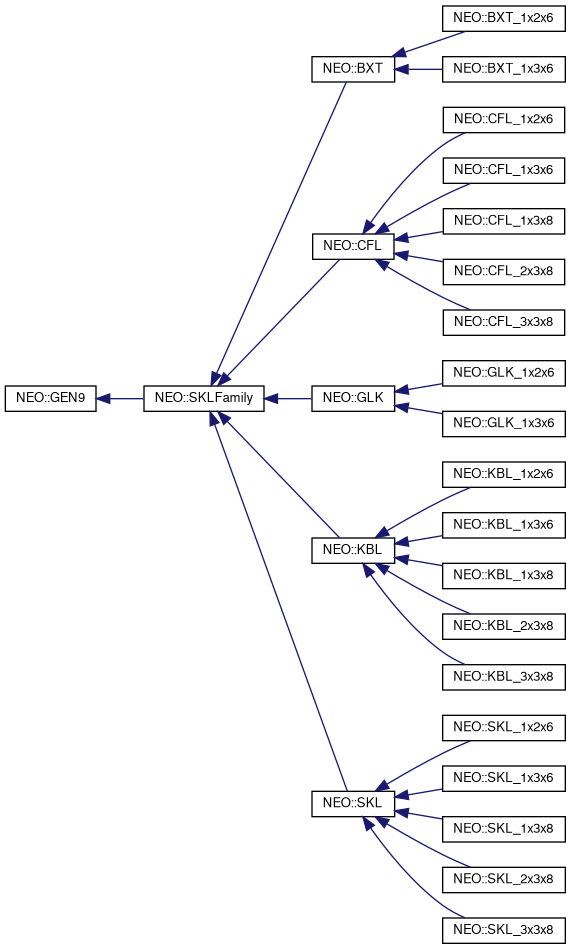 NEO::BXT_1x2x6
NEO::BXT
NEO::BXT_1x3x6
NEO::CFL_1x2x6
NEO::CFL_1x3x6
NEO::CFL_1x3x8
NEO::CFL
NEO::CFL_2x3x8
NEO::CFL_3x3x8
NEO::GLK_1x2x6
NEO::GEN9
NEO::SKLFamily
NEO::GLK
NEO::GLK_1x3x6
NEO::KBL_1x2x6
NEO::KBL_1x3x6
NEO::KBL
NEO::KBL_1x3x8
NEO::KBL_2x3x8
NEO::KBL_3x3x8
NEO::SKL_1x2x6
NEO::SKL_1x3x6
NEO::SKL
NEO::SKL_1x3x8
NEO::SKL_2x3x8
NEO::SKL_3x3x8